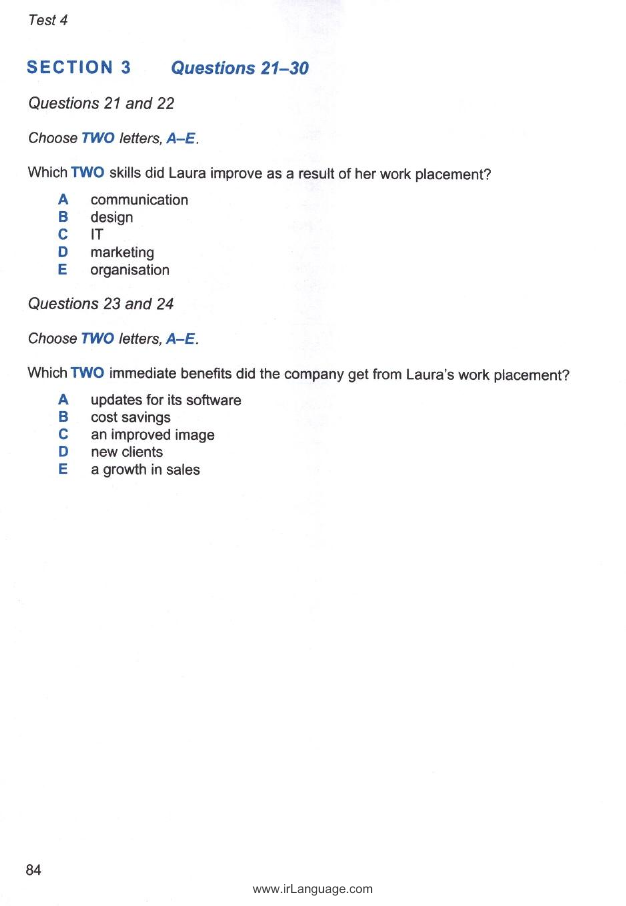 Test 4
SECTION 3 Questions 21–30
Questions 21 and 22
Choose TWO letters, A–E.
Which TWO skills did Laura improve as a result of her work placement?
A communication
B design
C IT
D marketing
E organisation
Questions 23 and 24
Choose TWO letters, A–E.
Which TWO immediate benefits did the company get from Laura's work placement?
A updates for its software
B cost savings
C an improved image
D new clients
E a growth in sales
84
www.irLanguage.com